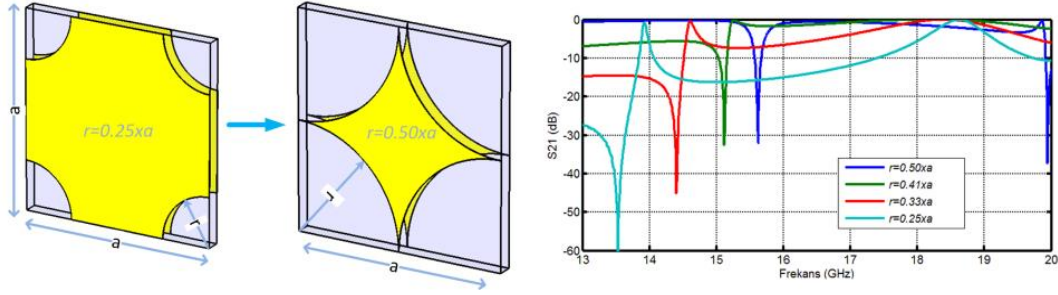 a
r=0.25xa
r
a
r=0.50xa
r
a
S21 (dB)
0
-10
-20
-30
-40
-50
-60
r=0.50xa
r=0.41xa
r=0.33xa
r=0.25xa
13 14 15 16 17 18 19 20
Frekans (GHz)